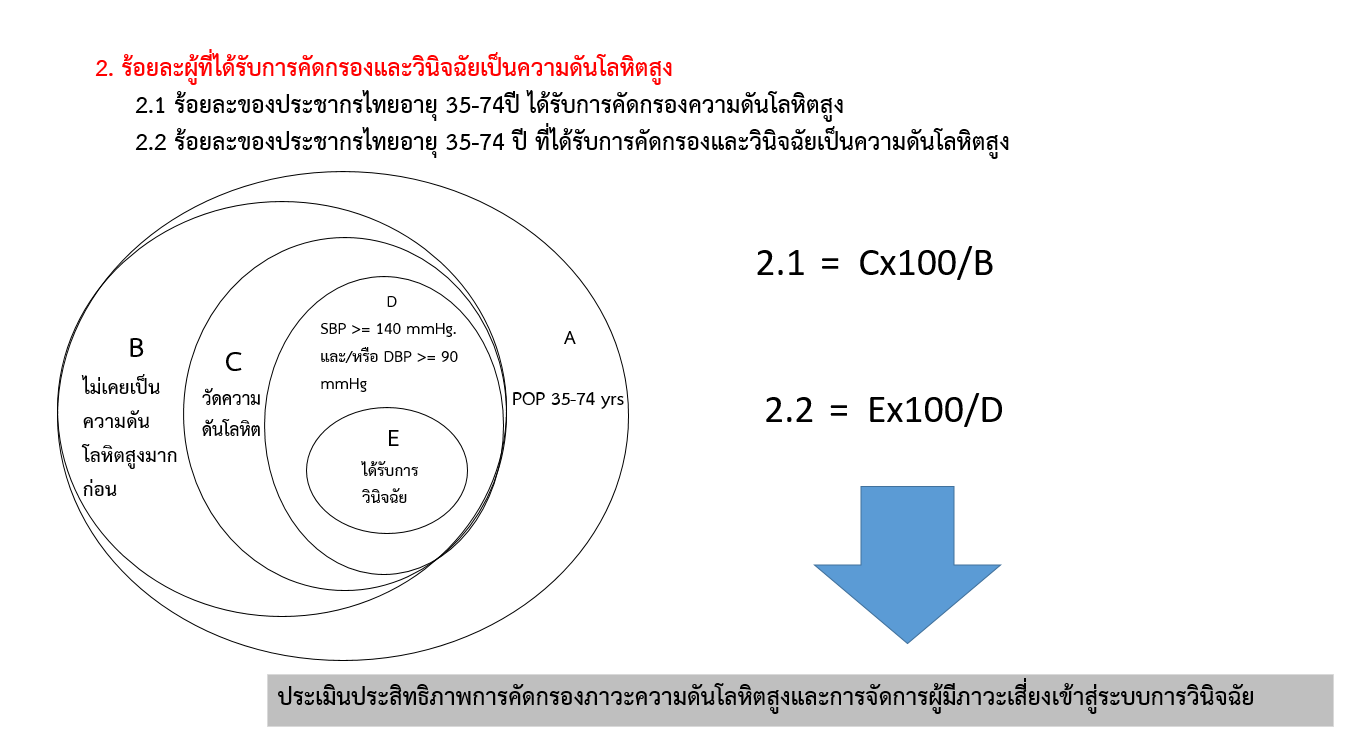 2. ร้อยละผู้ที่ได้รับการคัดกรองและวินิจฉัยเป็นความดันโลหิตสูง
2.1 ร้อยละของประชากรไทยอายุ 35-74ปี ได้รับการคัดกรองความดันโลหิตสูง
2.2 ร้อยละของประชากรไทยอายุ 35-74 ปี ที่ได้รับการคัดกรองและวินิจฉัยเป็นความดันโลหิตสูง
B
ไม่เคยเป็น
ความดัน
โลหิตสูงมาก
ก่อน
C
วัดความ
ดันโลหิต
D
SBP >= 140 mmHg.
และ/หรือ DBP >= 90
mmHg
E
ได้รับการ
วินิจฉัย
A
POP 35-74 yrs
2.1 = Cx100/B
2.2 = Ex100/D
ประเมินประสิทธิภาพการคัดกรองภาวะความดันโลหิตสูงและการจัดการผู้มีภาวะเสี่ยงเข้าสู่ระบบการวินิจฉัย